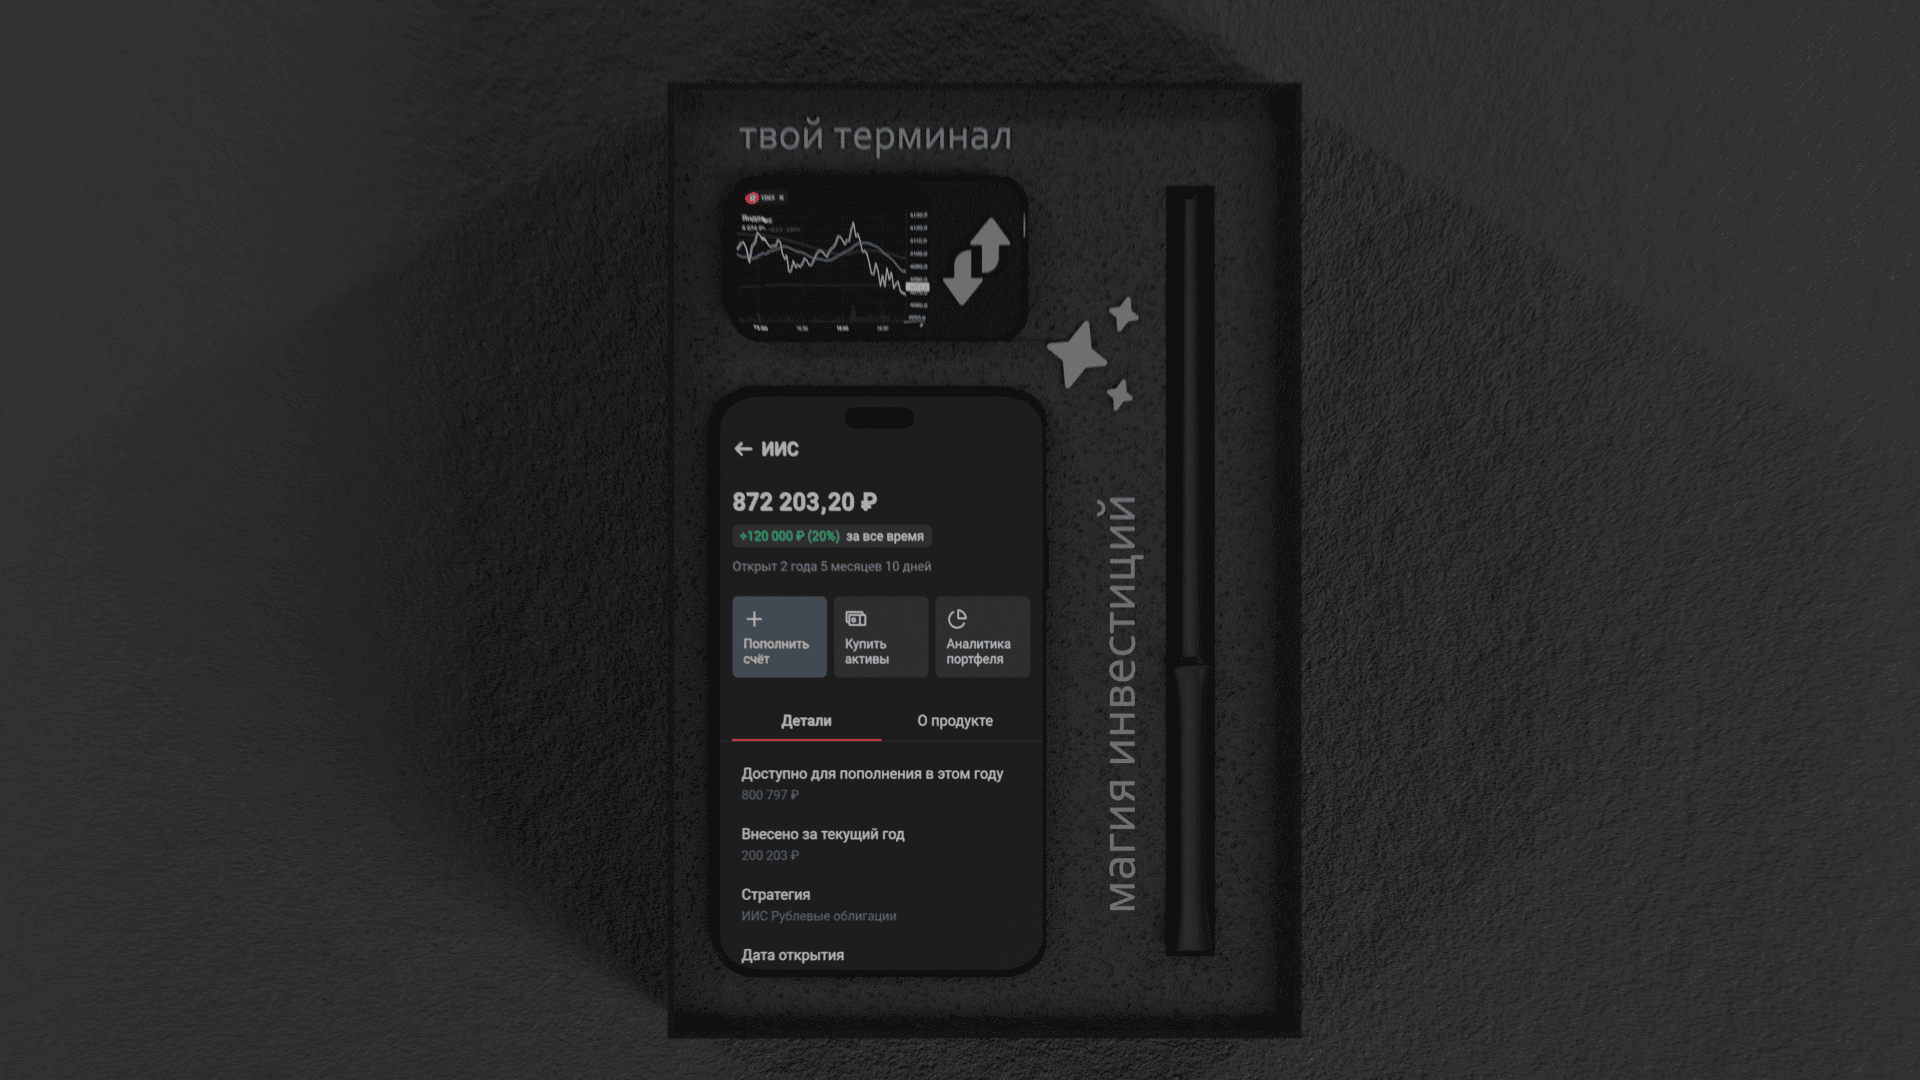 твой терминал
← ИИС
872 203,20 ₽
+120 000 ₽ (20%) за все время
Открыт 2 года 5 месяцев 10 дней
Пополнить
счёт
Купить
активы
Аналитика
портфеля
Детали
О продукте
Доступно для пополнения в этом году
800 797 ₽
Внесено за текущий год
200 203 ₽
Стратегия
ИИС Рублевые облигации
Дата открытия
магия инвестиций